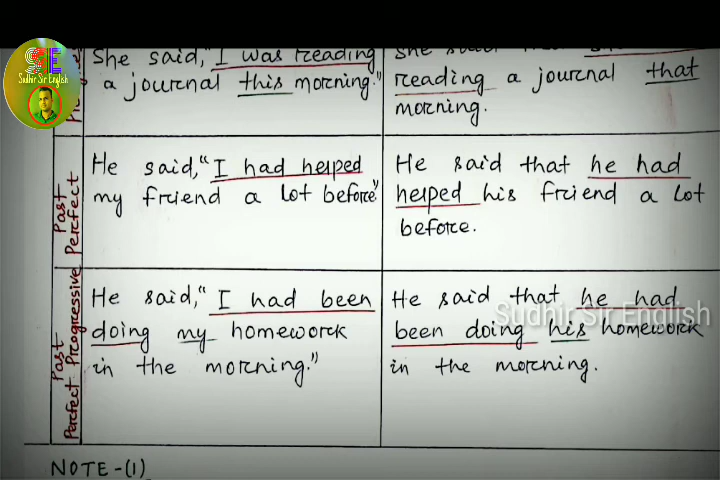 SE
Sudhir Sir English
She said, "I was reading
a journal this morning."
reading a journal that
morning.
Past
Perfect
He said, "I had helped
my friend a lot before"
He said that he had
helped his friend a lot
before.
Past
Perfect Progressive
He said, "I had been
doing my homework
in the morning."
He said that he had
been doing his homework
in the morning.
Sudhir Sir English
NOTE-(1)